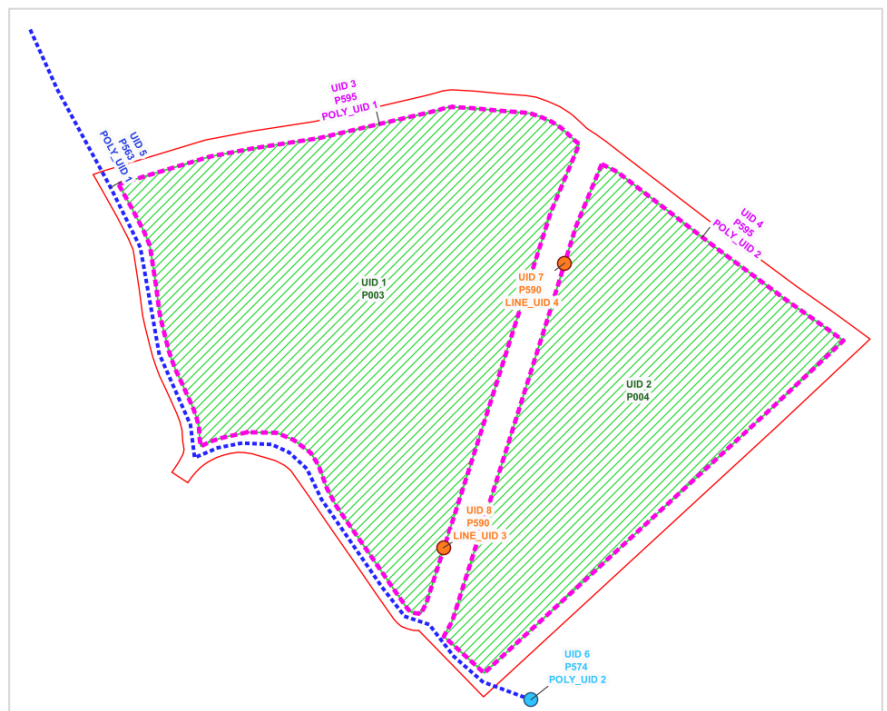 UID 3
P595
POLY_UID 1
UID 5
P563
POLY_UID 1
UID 4
P595
POLY_UID 2
UID 7
P590
LINE_UID 4
UID 1
P003
UID 2
P004
UID 8
P590
LINE_UID 3
UID 6
P574
POLY_UID 2